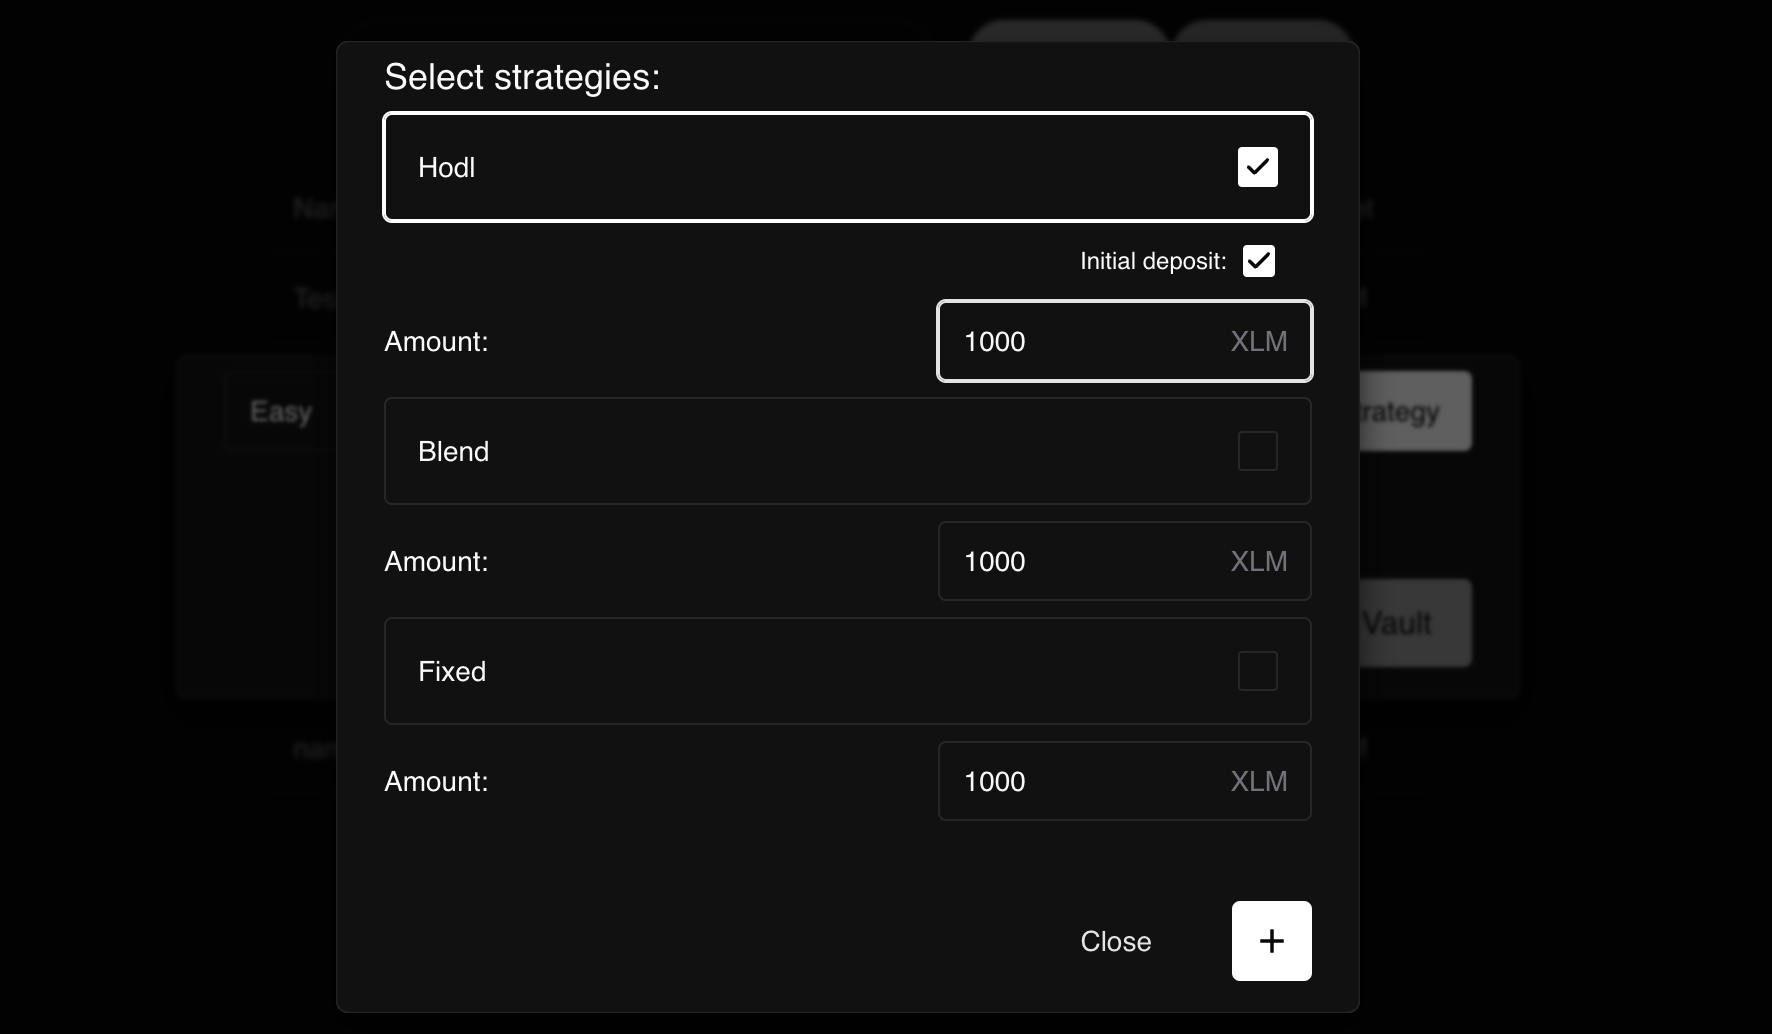 Select strategies:
Hodl
Initial deposit:
Amount:
1000 XLM
Easy
Blend
Amount:
1000 XLM
Vault
Fixed
Amount:
1000 XLM
Close
+